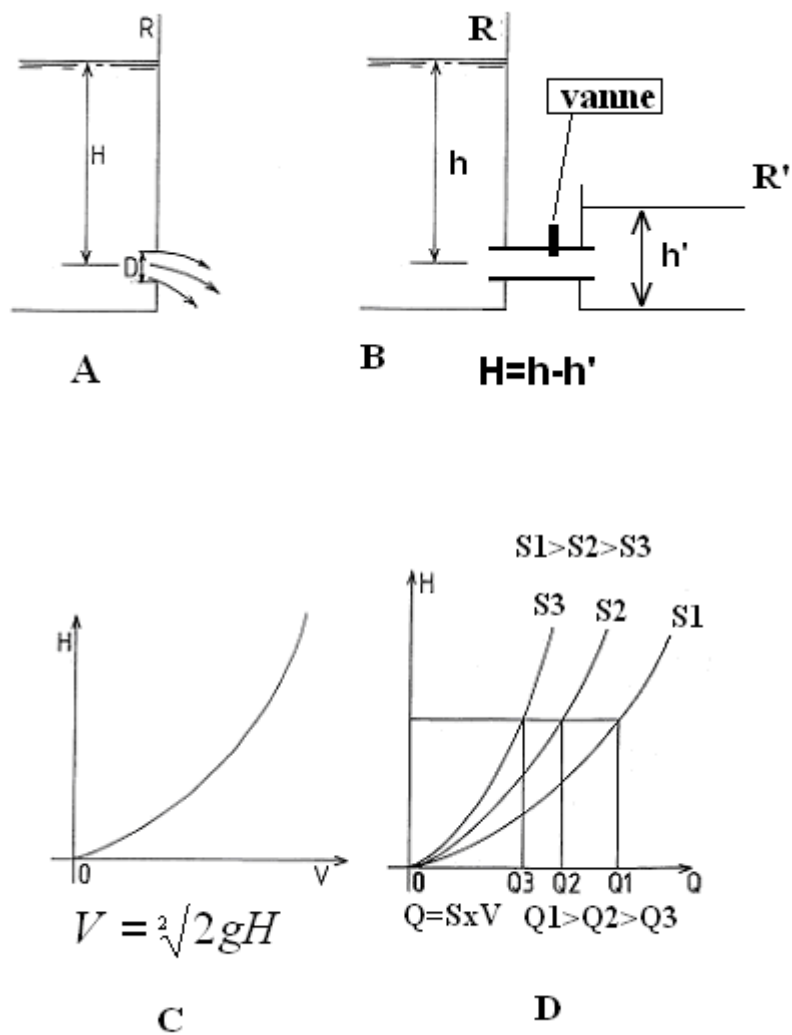 R
H
D
A
R
vanne
h
R'
h'
B
H=h-h'
H
0
V
V = ²√2gH
C
S1>S2>S3
H
S3
S2
S1
0
Q3
Q2
Q1
Q
Q=SxV
Q1>Q2>Q3
D